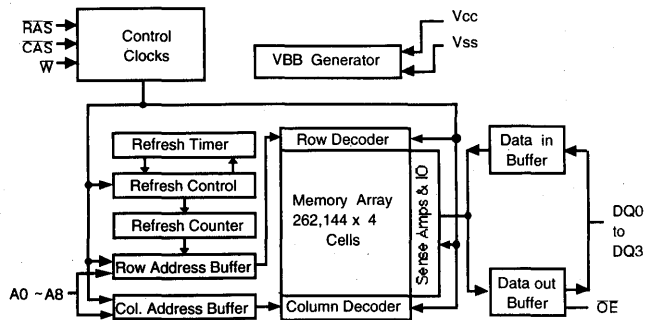 RAS
CAS
W
Control
Clocks
VBB Generator
Vcc
Vss
Refresh Timer
Refresh Control
Refresh Counter
Row Address Buffer
A0 ~A8
Col. Address Buffer
Row Decoder
Memory Array
262,144 x 4
Cells
Column Decoder
Sense Amps & IO
Data in
Buffer
DQ0
to
DQ3
Data out
Buffer
OE